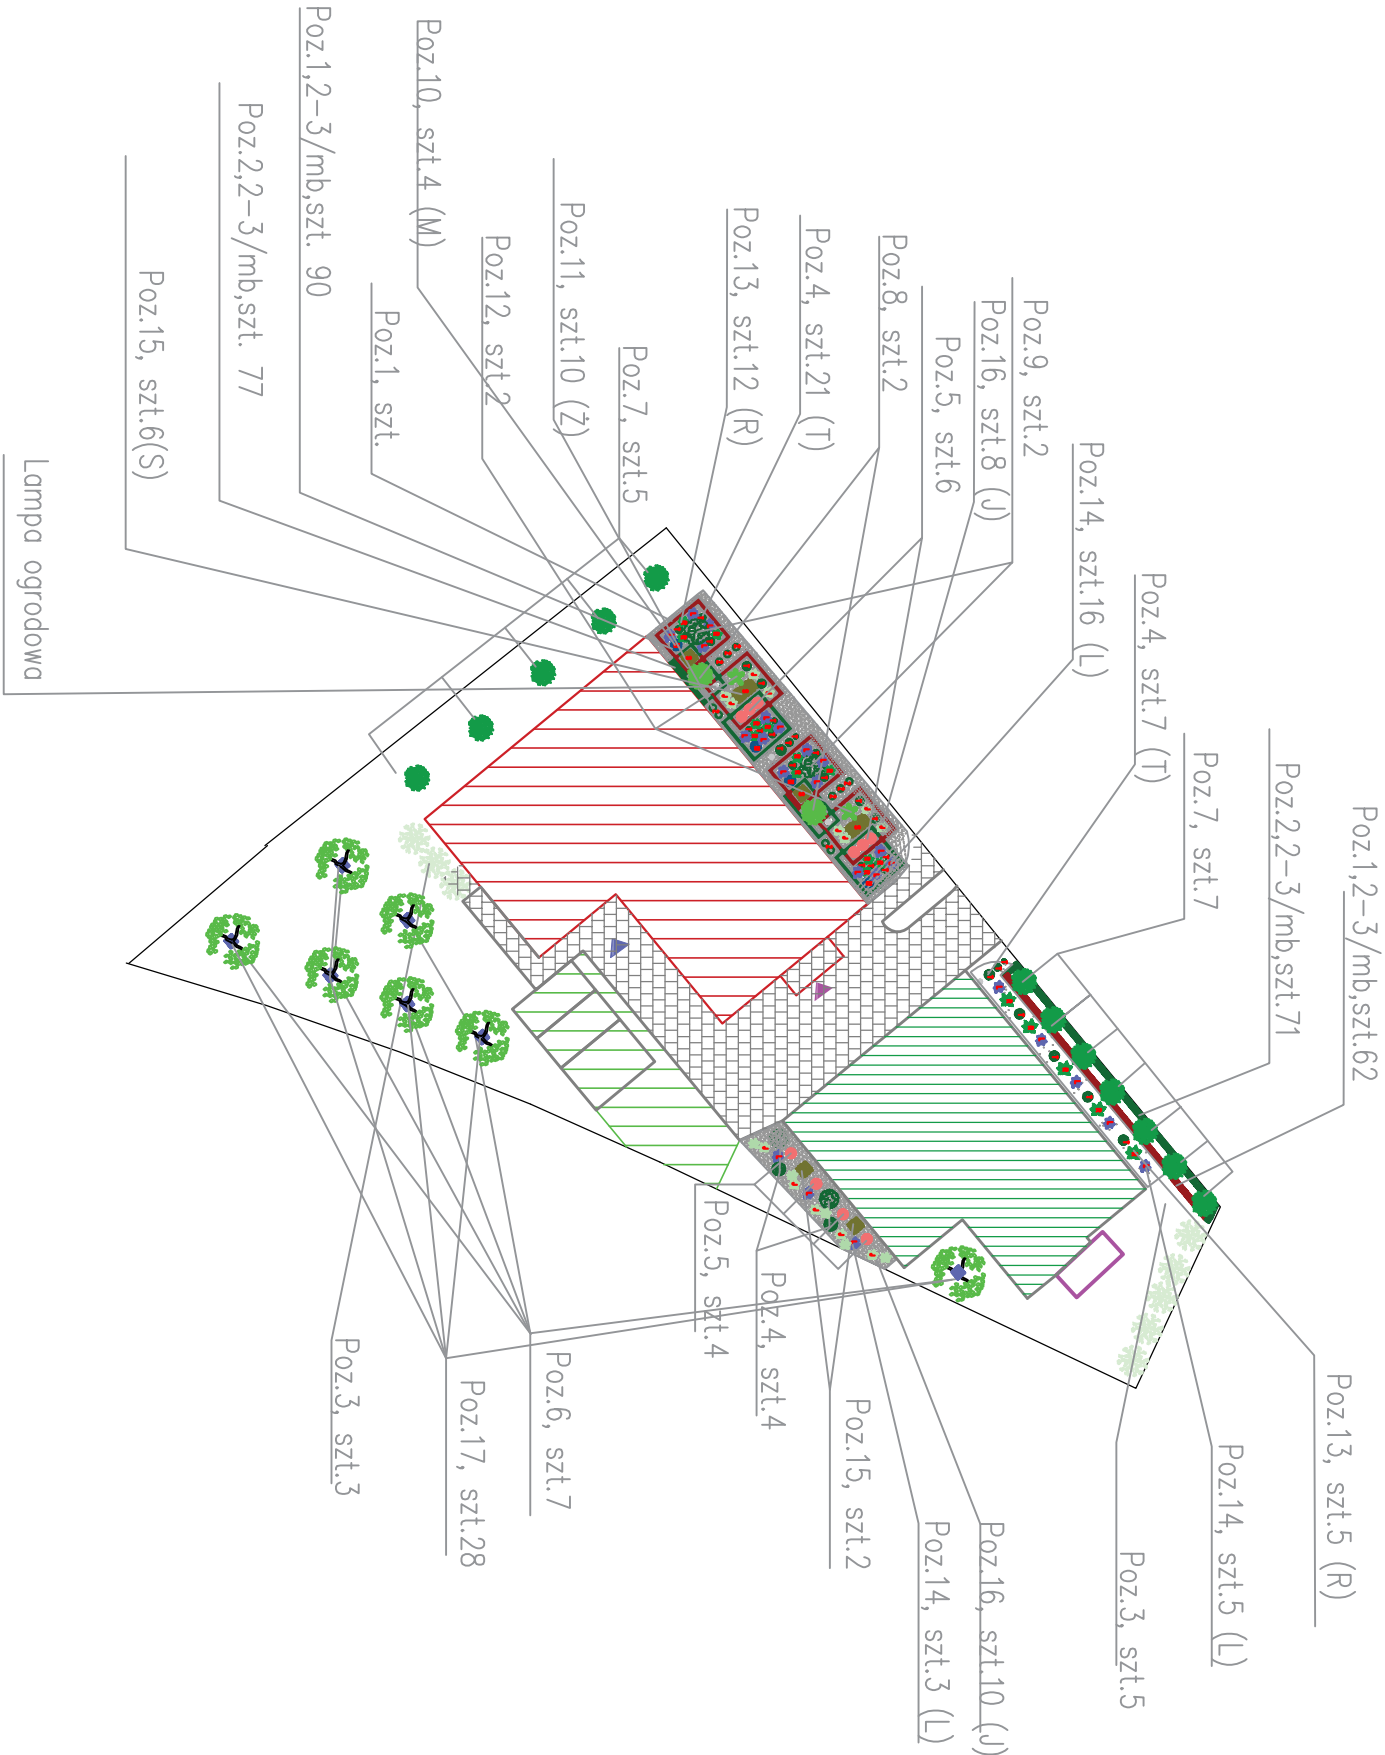 Poz.1,2-3/mb,szt.62
Poz.2,2-3/mb,szt.71
Poz.7, szt.7
Poz.4, szt.7 (T)
Poz.14, szt.16 (L)
Poz.9, szt.2
Poz.16, szt.8 (J)
Poz.5, szt.6
Poz.8, szt.2
Poz.4, szt.21 (T)
Poz.13, szt.12 (R)
Poz.7, szt.5
Poz.11, szt.10 (Ż)
Poz.12, szt.2
Poz.10, szt.4 (M)
Poz.1, szt.
Poz.1,2-3/mb,szt. 90
Poz.2,2-3/mb,szt. 77
Poz.15, szt.6(S)
Lampa ogrodowa
Poz.13, szt.5 (R)
Poz.14, szt.5 (L)
Poz.3, szt.5
Poz.16, szt.10 (J)
Poz.14, szt.3 (L)
Poz.15, szt.2
Poz.4, szt.4
Poz.5, szt.4
Poz.6, szt.7
Poz.17, szt.28
Poz.3, szt.3